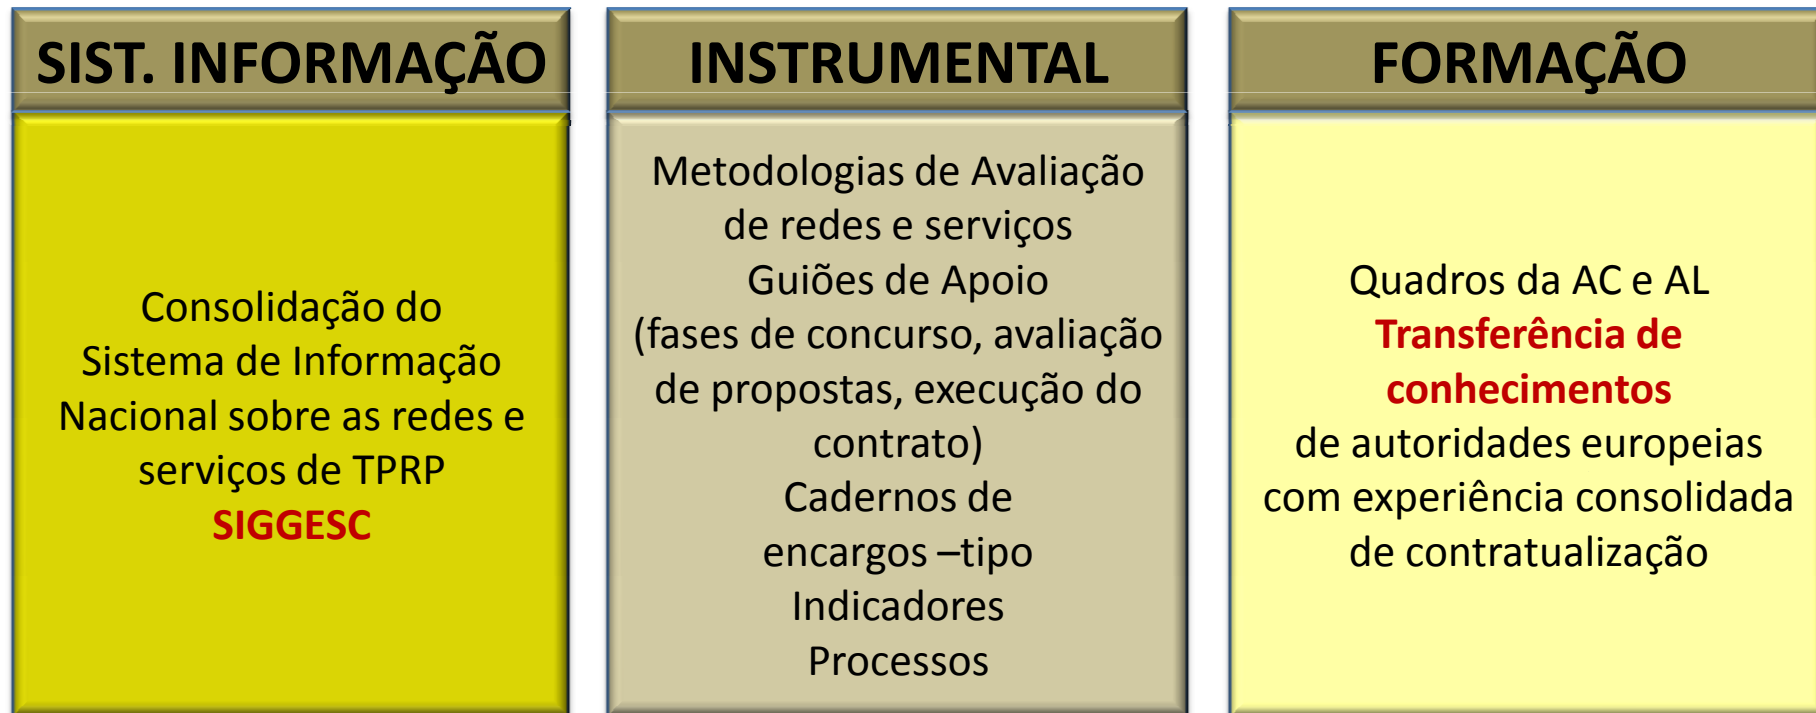 SIST. INFORMAÇÃO
Consolidação do
Sistema de Informação
Nacional sobre as redes e
serviços de TPRP
SIGGESC
INSTRUMENTAL
Metodologias de Avaliação
de redes e serviços
Guiões de Apoio
(fases de concurso, avaliação
de propostas, execução do
contrato)
Cadernos de
encargos –tipo
Indicadores
Processos
FORMAÇÃO
Quadros da AC e AL
Transferência de
conhecimentos
de autoridades europeias
com experiência consolidada
de contratualização